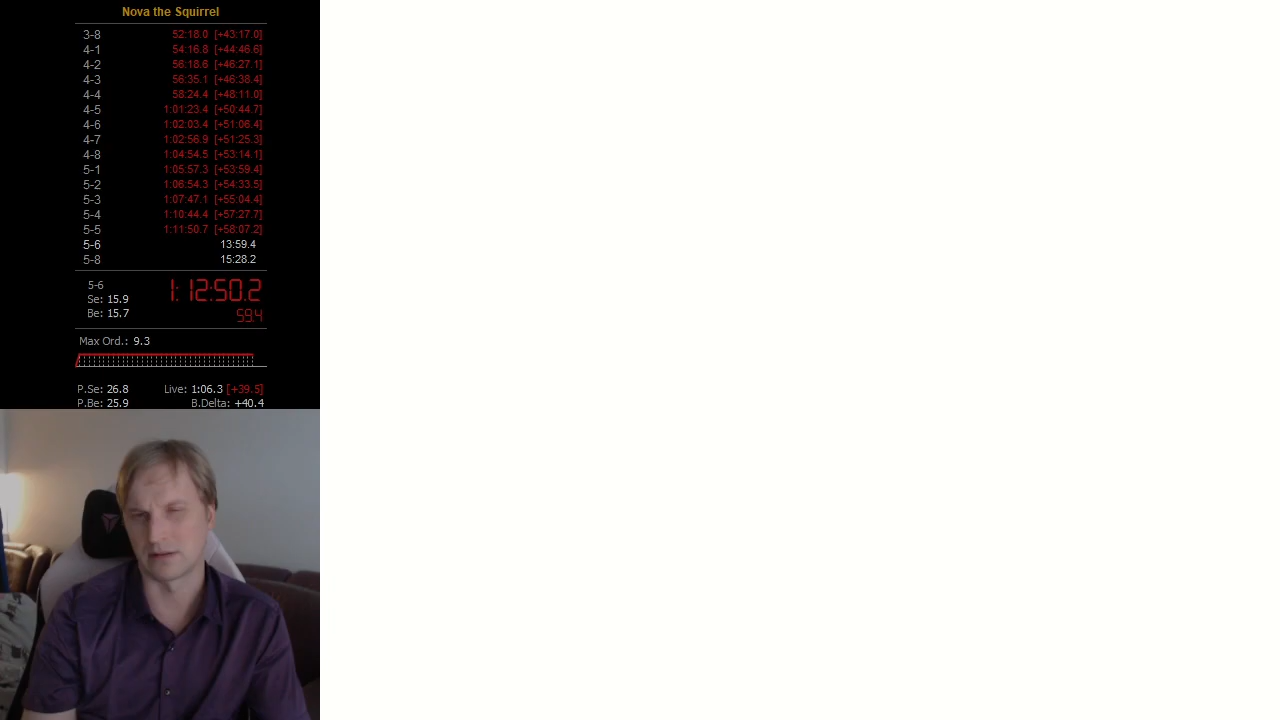 Nova the Squirrel
3-8 52:18.0 [+43:17.0]
4-1 54:16.8 [+44:46.6]
4-2 56:18.6 [+46:27.1]
4-3 56:35.1 [+46:38.4]
4-4 58:24.4 [+48:11.0]
4-5 1:01:23.4 [+50:44.7]
4-6 1:02:03.4 [+51:06.4]
4-7 1:02:56.9 [+51:25.3]
4-8 1:04:54.5 [+53:14.1]
5-1 1:05:57.3 [+53:59.4]
5-2 1:06:54.3 [+54:33.5]
5-3 1:07:47.1 [+55:04.4]
5-4 1:10:44.4 [+57:27.7]
5-5 1:11:50.7 [+58:07.2]
5-6 13:59.4
5-8 15:28.2
5-6 1:12:50.2
Se: 15.9
Be: 15.7 59.4
Max Ord.: 9.3
P.Se: 26.8 Live: 1:06.3 [+39.5]
P.Be: 25.9 B.Delta: +40.4